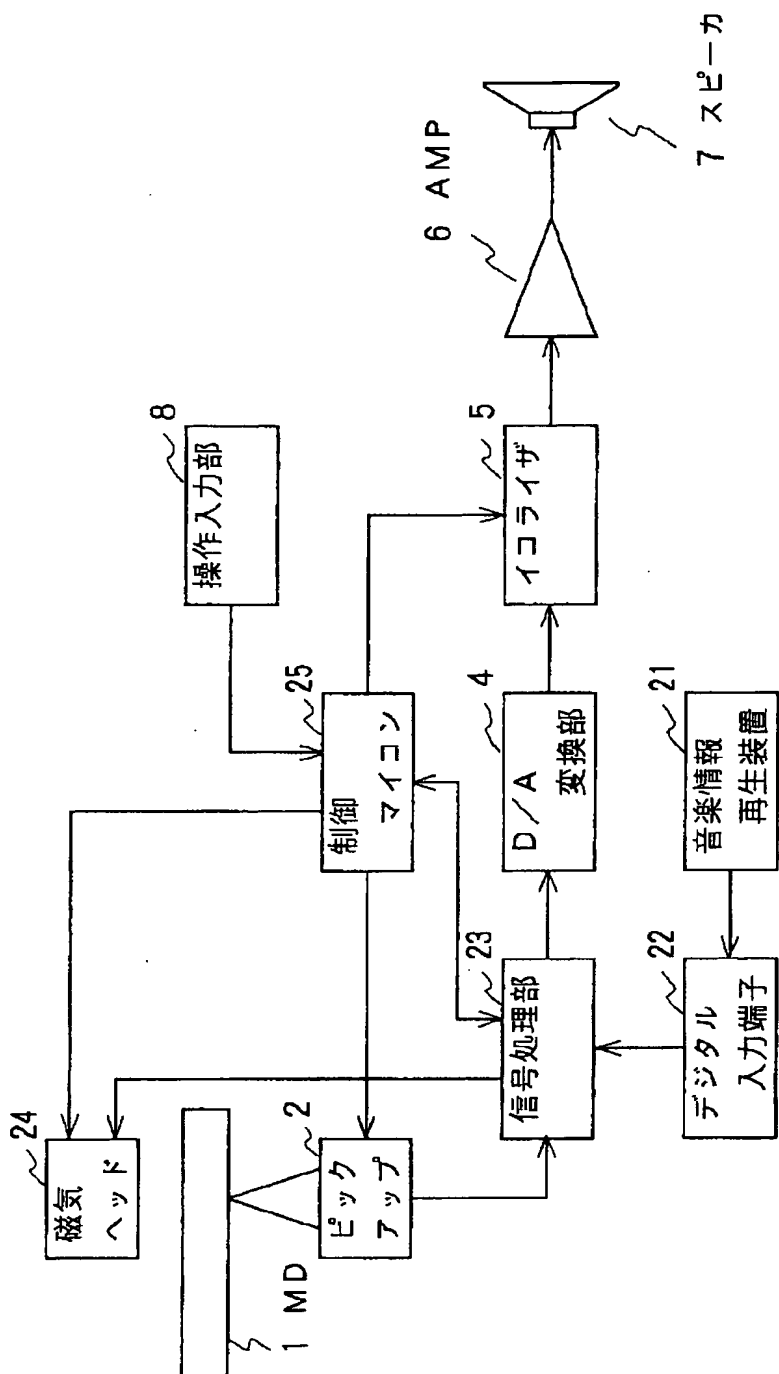 24
磁気
ヘッド
1 MD
2
ピック
アップ
8
操作入力部
25
制御
マイコン
23
信号処理部
4
D/A
変換部
5
イコライザ
6 AMP
7 スピーカ
22
デジタル
入力端子
21
音楽情報
再生装置